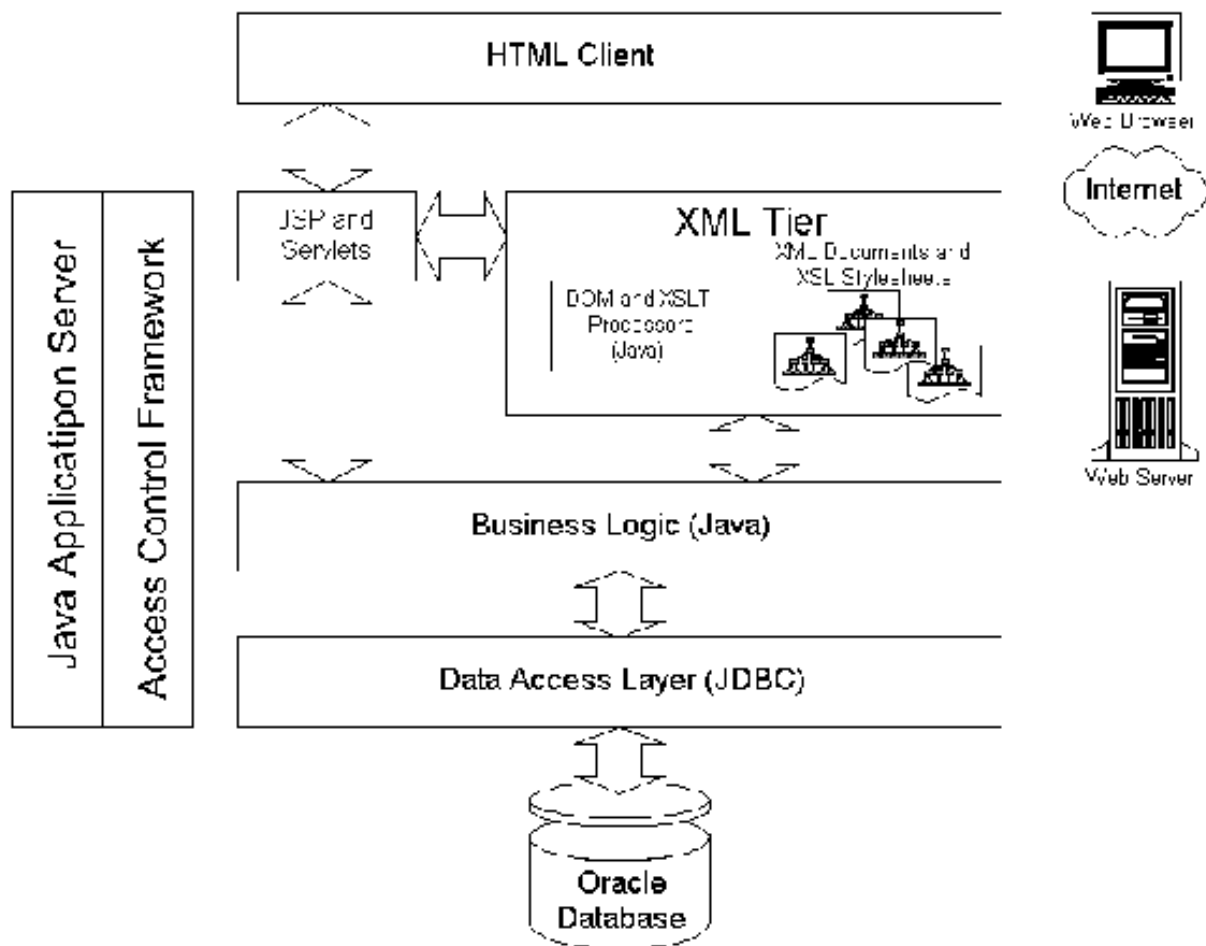 HTML Client
Web Browser
Internet
JSP and
Servlets
XML Tier
XML Documents and
XSL Stylesheets
DOM and XSLT
Processors
(Java)
Java Applicatipon Server
Access Control Framework
Web Server
Business Logic (Java)
Data Access Layer (JDBC)
Oracle
Database